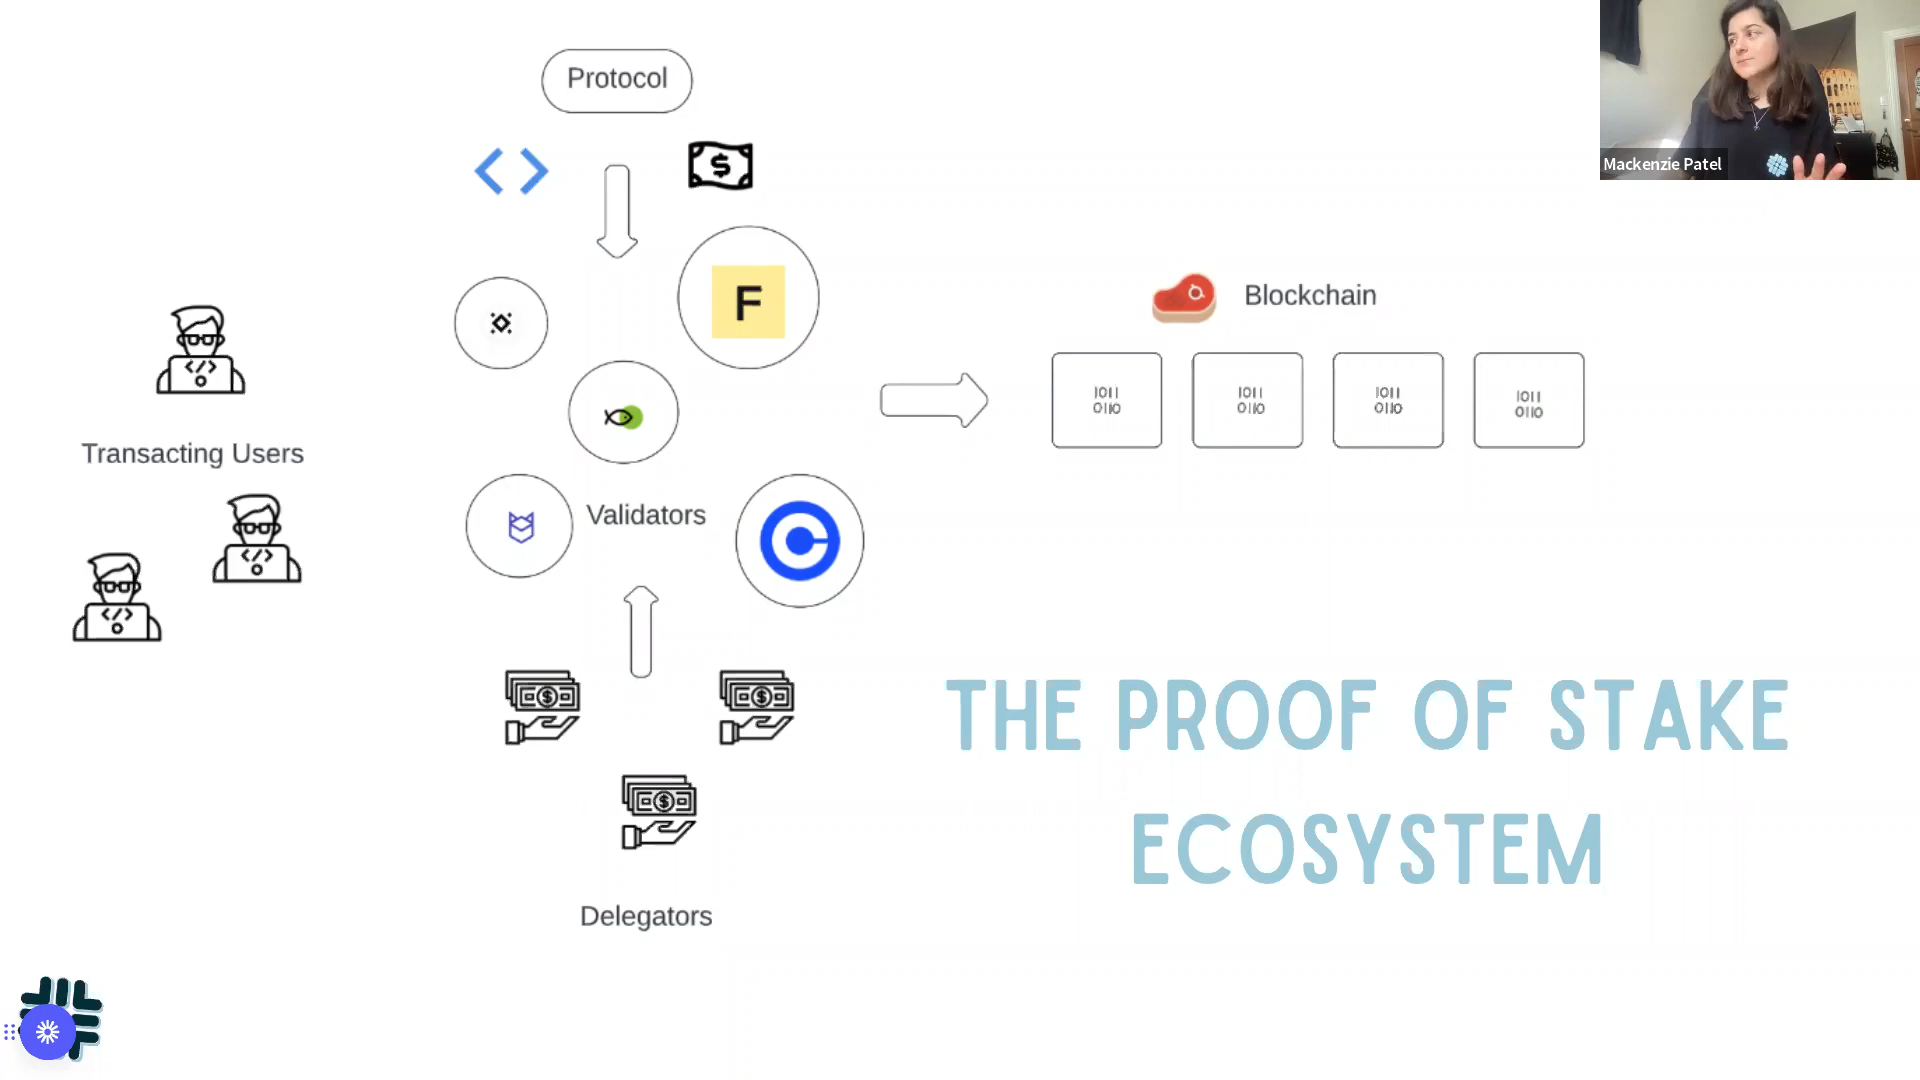 Protocol
Mackenzie Patel
F
Blockchain
1011
0110
1011
0110
1011
0110
1011
0110
Transacting Users
Validators
THE PROOF OF STAKE
ECOSYSTEM
Delegators